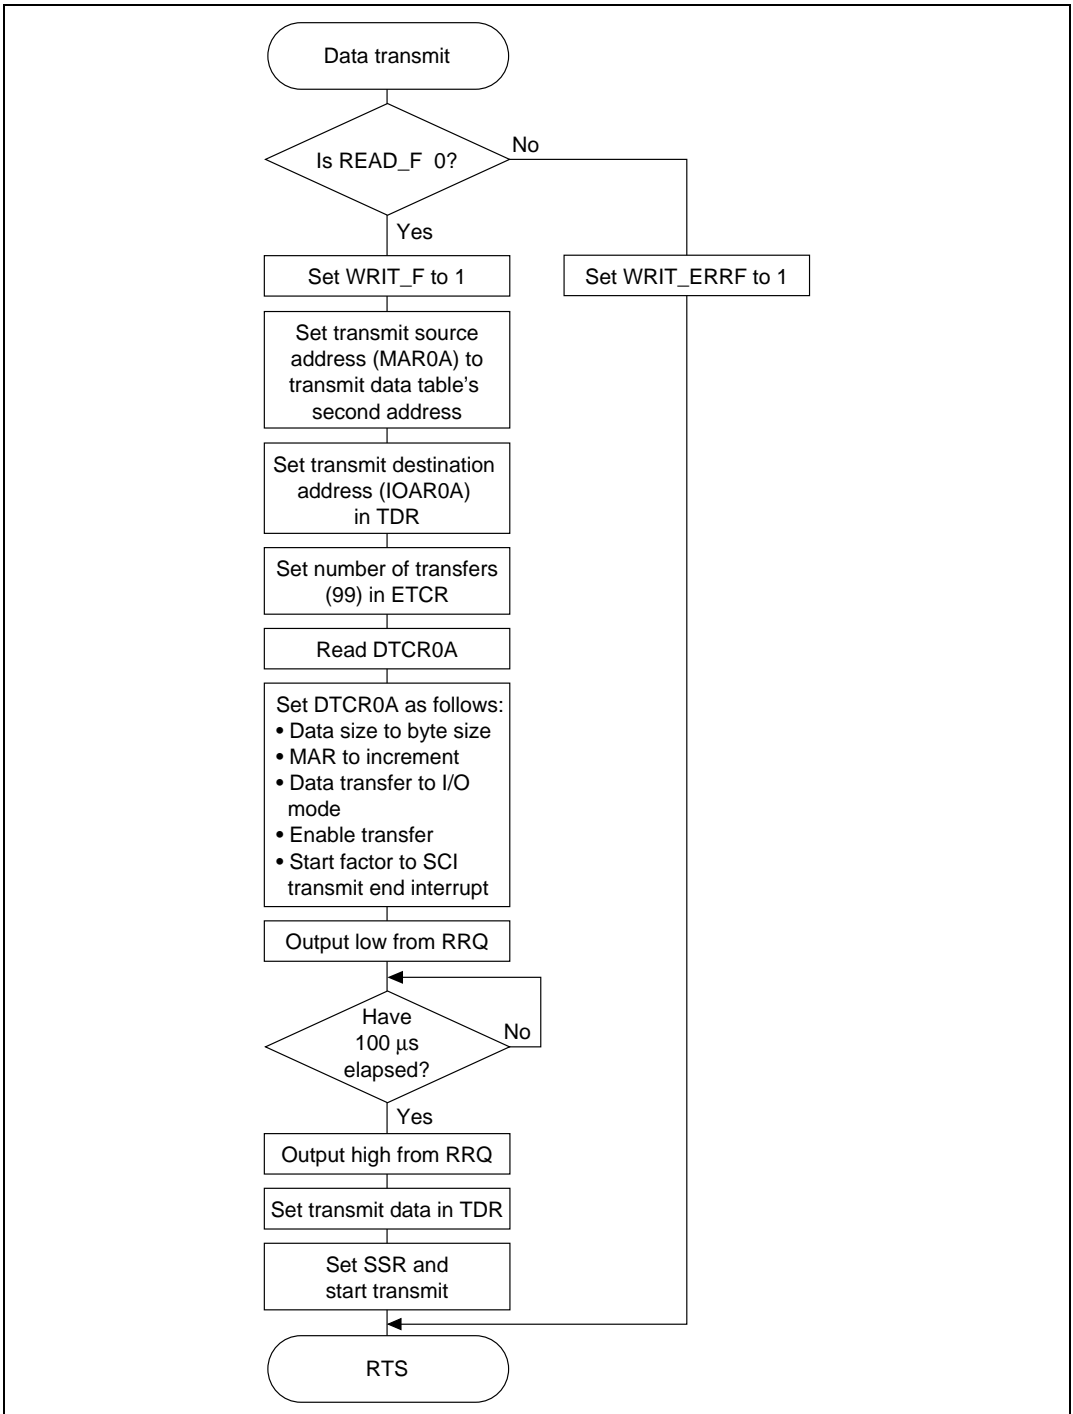 Data transmit
Is READ_F 0?
No
Yes
Set WRIT_F to 1
Set WRIT_ERRF to 1
Set transmit source
address (MAR0A) to
transmit data table's
second address
Set transmit destination
address (IOAR0A)
in TDR
Set number of transfers
(99) in ETCR
Read DTCR0A
Set DTCR0A as follows:
• Data size to byte size
• MAR to increment
• Data transfer to I/O
mode
• Enable transfer
• Start factor to SCI
transmit end interrupt
Output low from RRQ
Have
100 μs
elapsed?
No
Yes
Output high from RRQ
Set transmit data in TDR
Set SSR and
start transmit
RTS